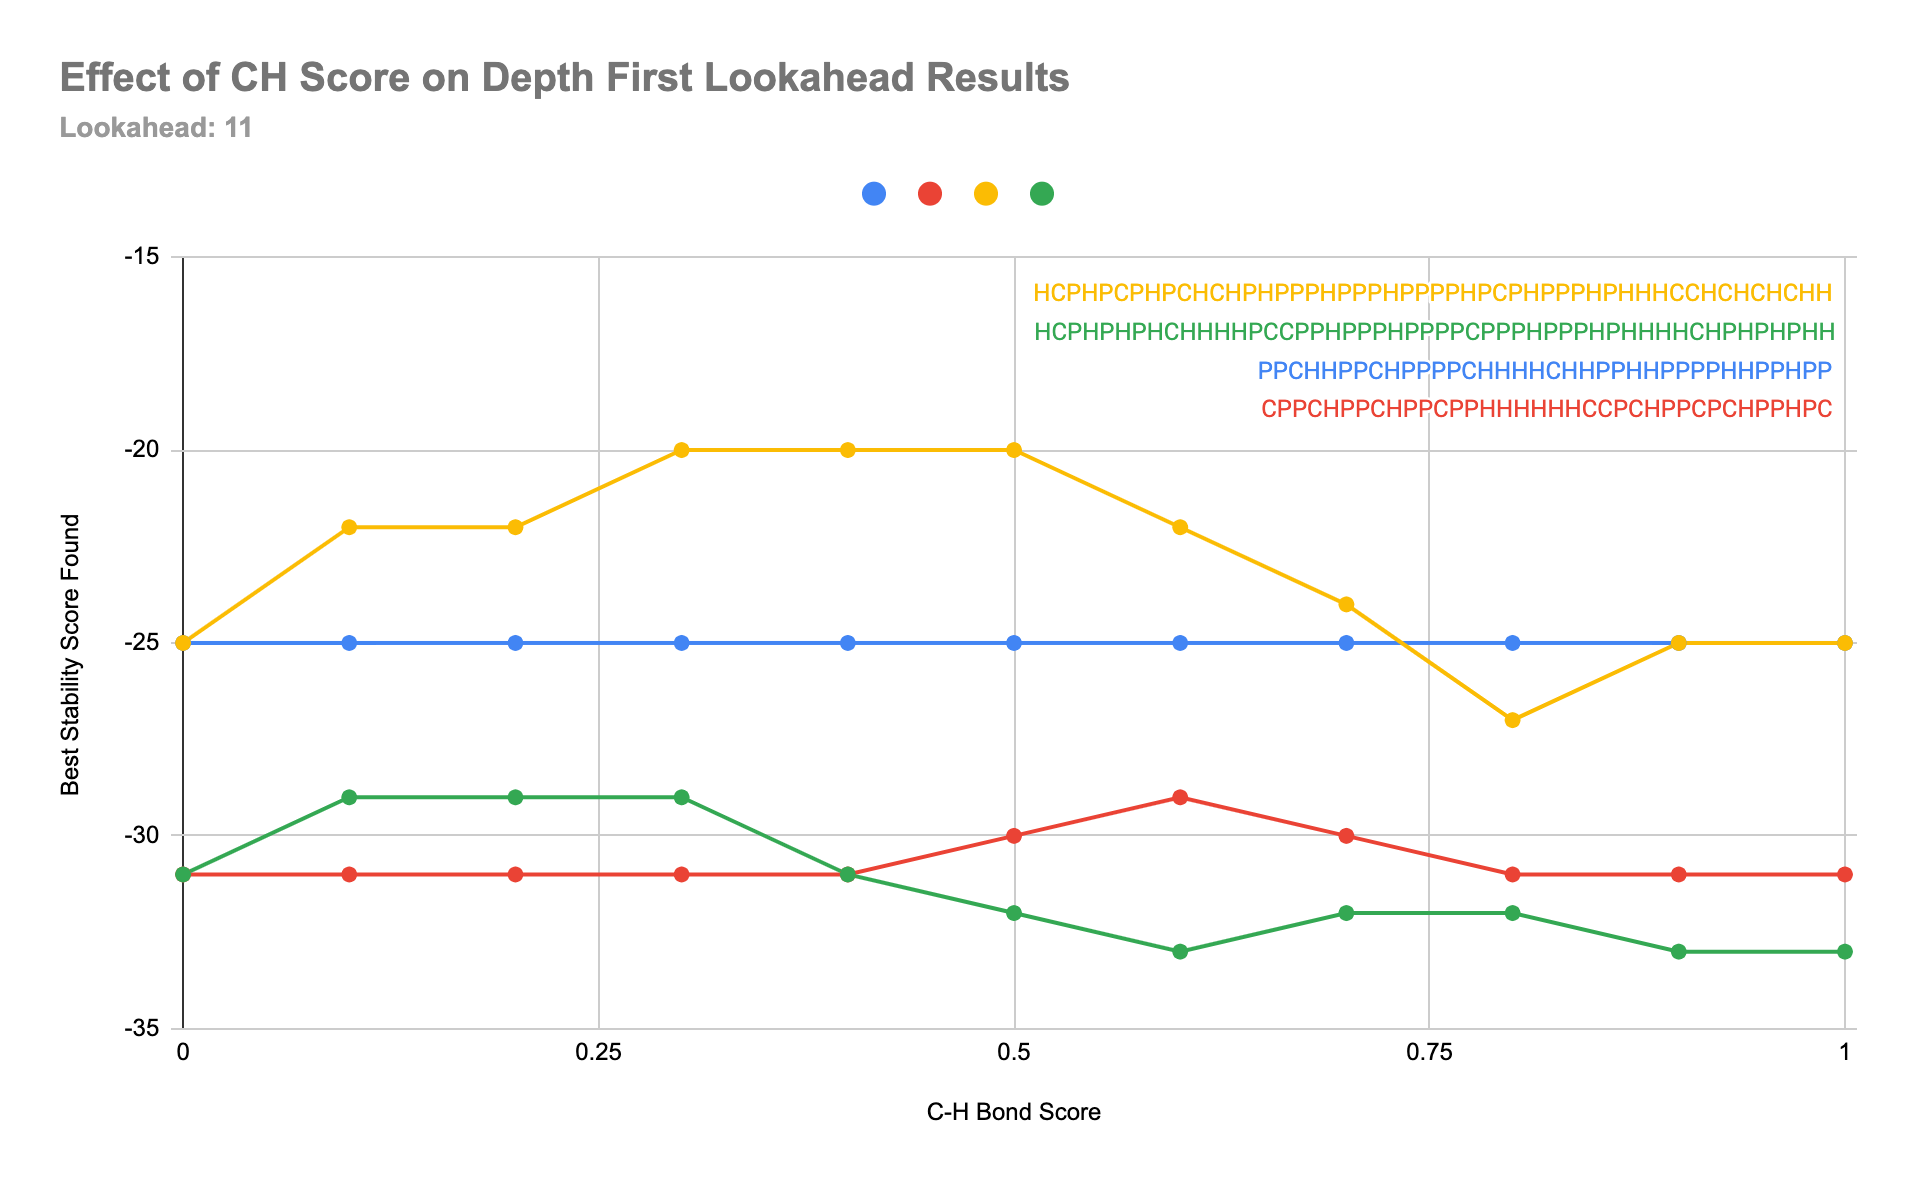 Effect of CH Score on Depth First Lookahead Results
Lookahead: 11
-15
HCPHPCPHPCHCHPHPPPHPPPHPPPPHPCPHPPPHPHHHCCHCHCHCHH
HCPHPHPHCHHHHPCCPPHPPPHPPPPCPPPHPPPHPHHHHCHPHPHPHH
PPCHHPPCHPPPPCHHHHCHHPPHHPPPPHHPPHPP
CPPCHPPCHPPCPPHHHHHHCCPCHPPCPCHPPHPC
-20
-25
-30
-35
Best Stability Score Found
0
0.25
0.5
0.75
1
C-H Bond Score